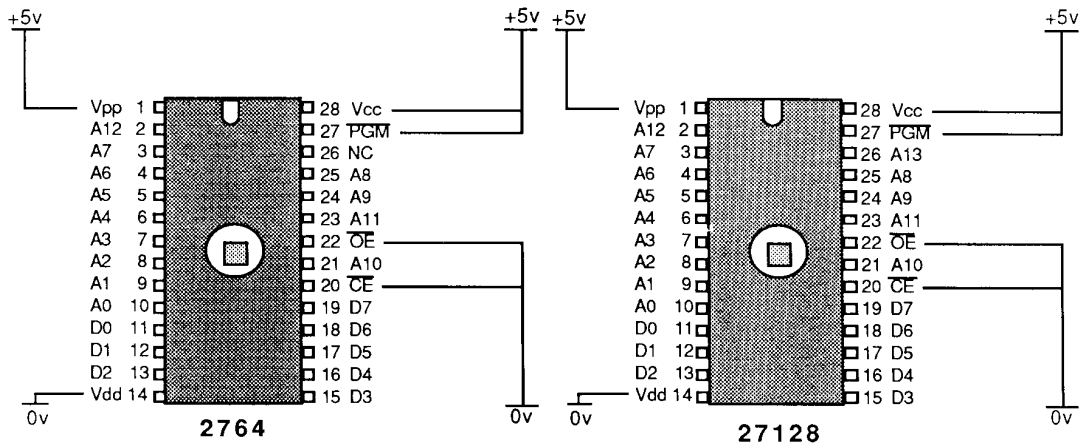 +5v +5v +5v +5v
Vpp 1 28 Vcc
A12 2 27 PGM
A7 3 26 NC
A6 4 25 A8
A5 5 24 A9
A4 6 23 A11
A3 7 22 OE
A2 8 21 A10
A1 9 20 CE
A0 10 19 D7
D0 11 18 D6
D1 12 17 D5
D2 13 16 D4
Vdd 14 15 D3
0v 0v
2764
Vpp 1 28 Vcc
A12 2 27 PGM
A7 3 26 A13
A6 4 25 A8
A5 5 24 A9
A4 6 23 A11
A3 7 22 OE
A2 8 21 A10
A1 9 20 CE
A0 10 19 D7
D0 11 18 D6
D1 12 17 D5
D2 13 16 D4
Vdd 14 15 D3
0v 0v
27128